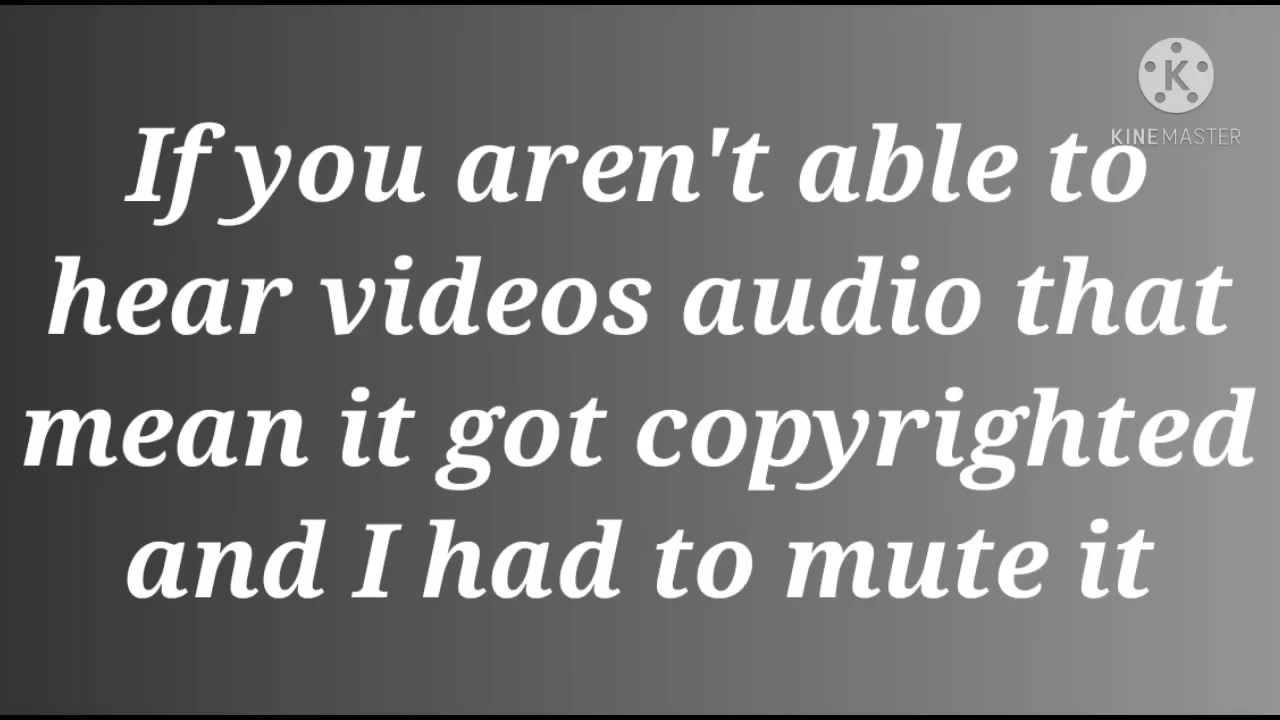 KINEMASTER
If you aren't able to
hear videos audio that
mean it got copyrighted
and I had to mute it